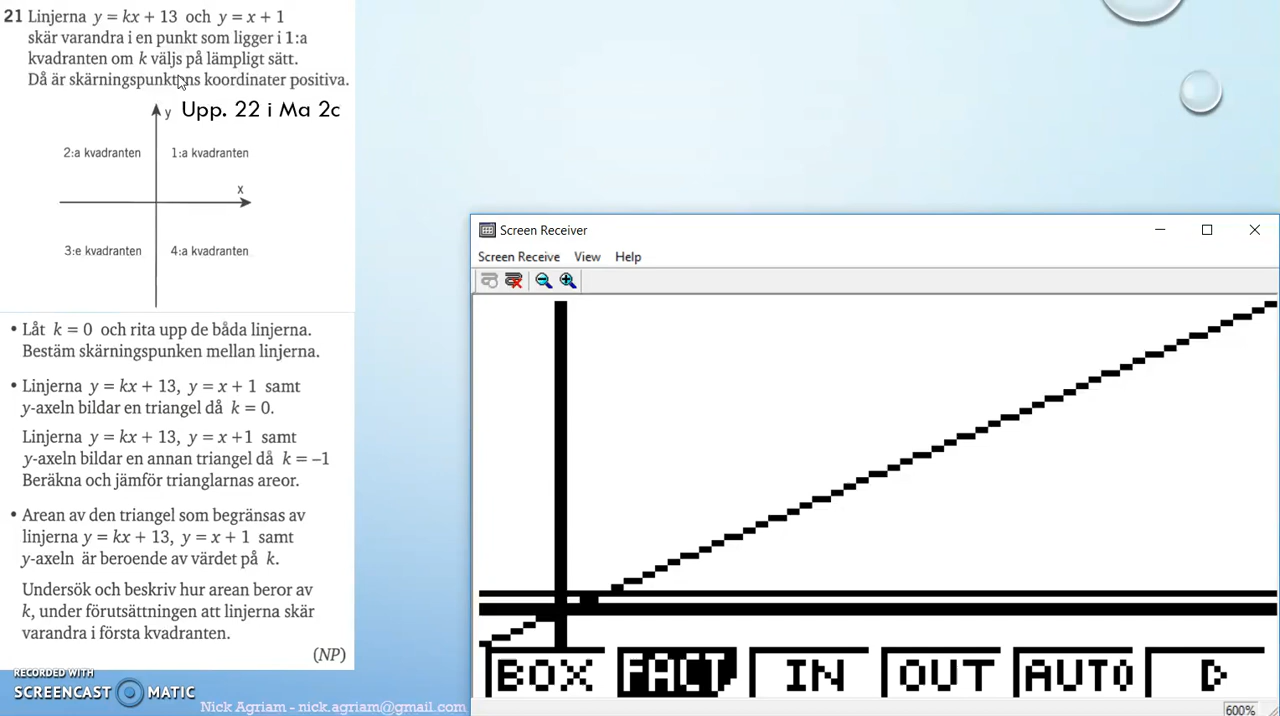 21 Linjerna y = kx + 13 och y = x + 1
skär varandra i en punkt som ligger i 1:a
kvadranten om k väljs på lämpligt sätt.
Då är skärningspunktens koordinater positiva.
y Upp. 22 i Ma 2c
2:a kvadranten 1:a kvadranten
x
3:e kvadranten 4:a kvadranten
• Låt k = 0 och rita upp de båda linjerna.
Bestäm skärningspunken mellan linjerna.
• Linjerna y = kx + 13, y = x + 1 samt
y-axeln bildar en triangel då k = 0.
Linjerna y = kx + 13, y = x +1 samt
y-axeln bildar en annan triangel då k = –1
Beräkna och jämför trianglarnas areor.
• Arean av den triangel som begränsas av
linjerna y = kx + 13, y = x + 1 samt
y-axeln är beroende av värdet på k.
Undersök och beskriv hur arean beror av
k, under förutsättningen att linjerna skär
varandra i första kvadranten.
(NP)
RECORDED WITH
SCREENCAST MATIC
Nick Agriam - nick.agriam@gmail.com
Screen Receiver
Screen Receive View Help
BOX FACT IN OUT AUTO
600%